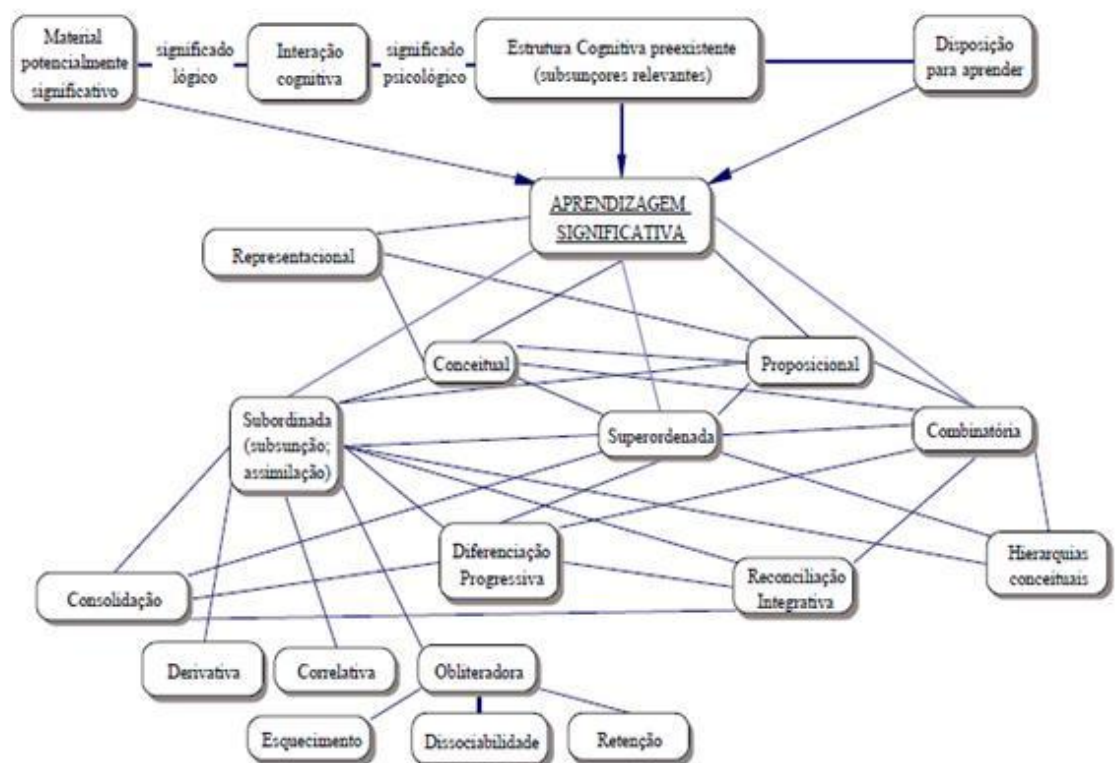 Material
potencialmente
significativo
significado
lógico
Interação
cognitiva
significado
psicológico
Estrutura Cognitiva preexistente
(subsunçores relevantes)
Disposição
para aprender
APRENDIZAGEM
SIGNIFICATIVA
Representacional
Conceitual
Proposicional
Subordinada
(subsunção;
assimilação)
Superordenada
Combinatória
Diferenciação
Progressiva
Hierarquias
conceituais
Consolidação
Reconciliação
Integrativa
Derivativa
Correlativa
Obliteradora
Esquecimento
Dissociabilidade
Retenção